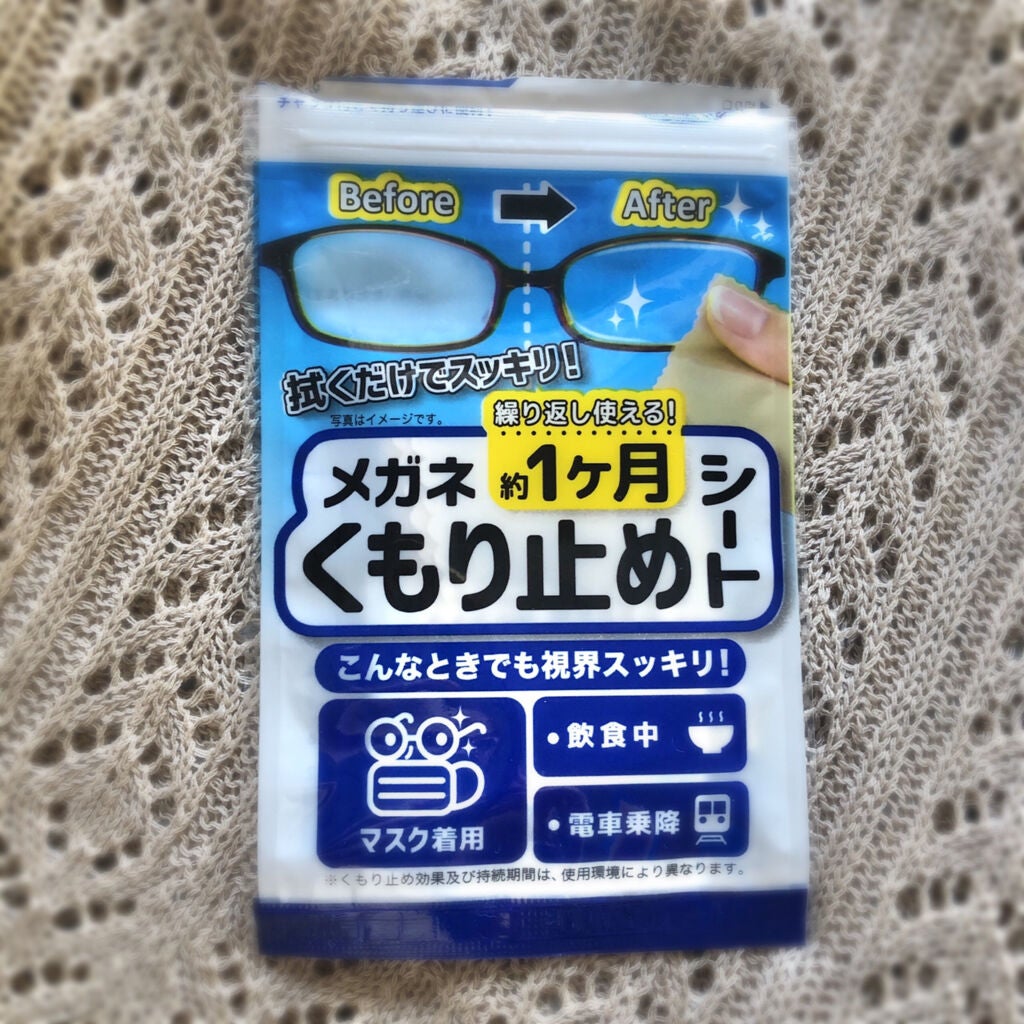 Before
After
拭くだけでスッキリ!
写真はイメージです。
繰り返し使える!
約1ヶ月
メガネ
くもり止め
シート
こんなときでも視界スッキリ!
マスク着用
・飲食中
・電車乗降
※くもり止め効果及び持続期間は、使用環境により異なります。